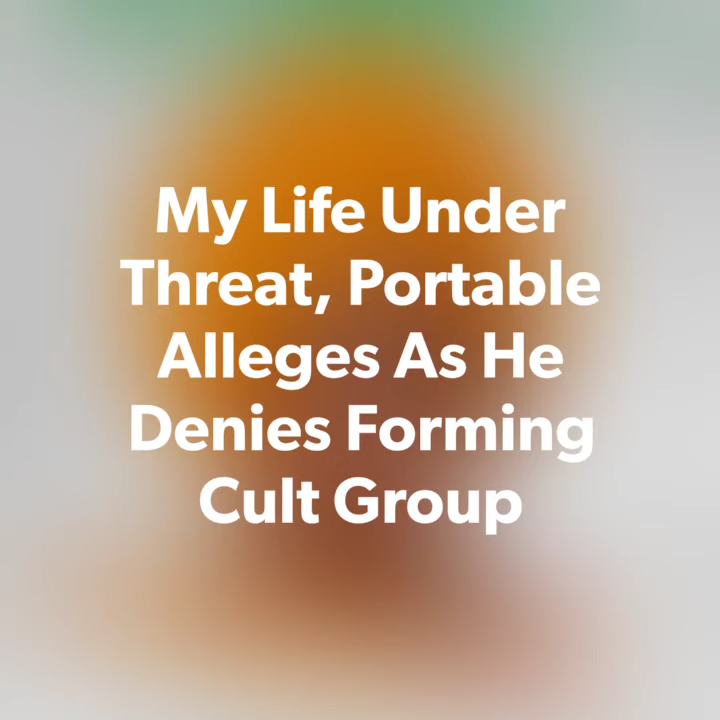 My Life Under
Threat, Portable
Alleges As He
Denies Forming
Cult Group